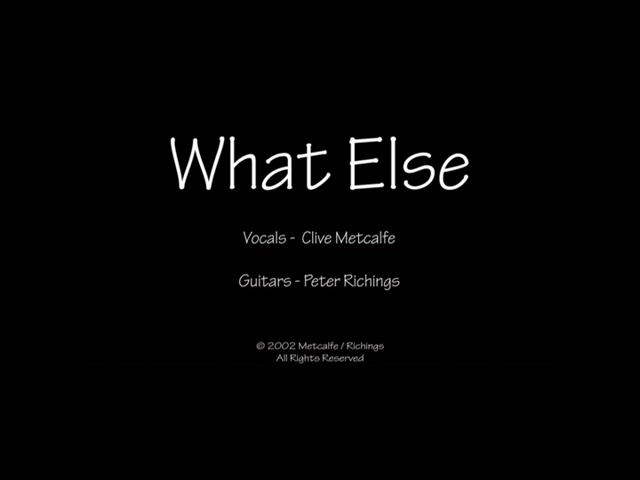 What Else
Vocals - Clive Metcalfe
Guitars - Peter Richings
© 2002 Metcalfe / Richings
All Rights Reserved